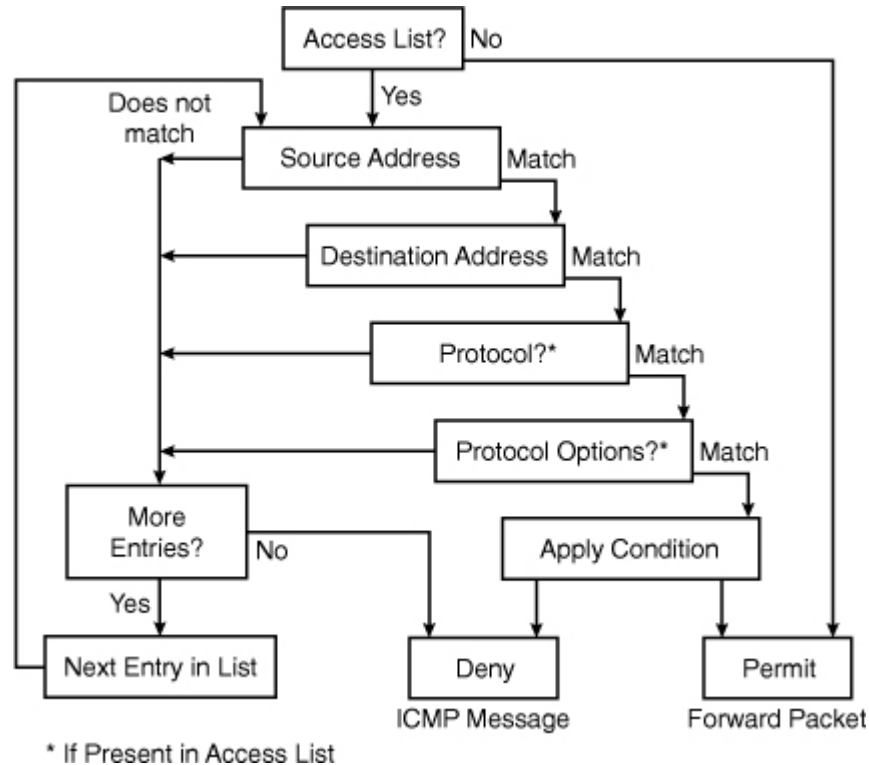 Access List?
No
Yes
Does not
match
Source Address
Match
Destination Address
Match
Protocol?*
Match
Protocol Options?*
Match
More
Entries?
No
Apply Condition
Yes
Next Entry in List
Deny
Permit
ICMP Message
Forward Packet
* If Present in Access List